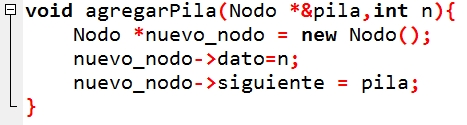 void agregarPila(Nodo *&pila,int n){
    Nodo *nuevo_nodo = new Nodo();
    nuevo_nodo->dato=n;
    nuevo_nodo->siguiente = pila;
}